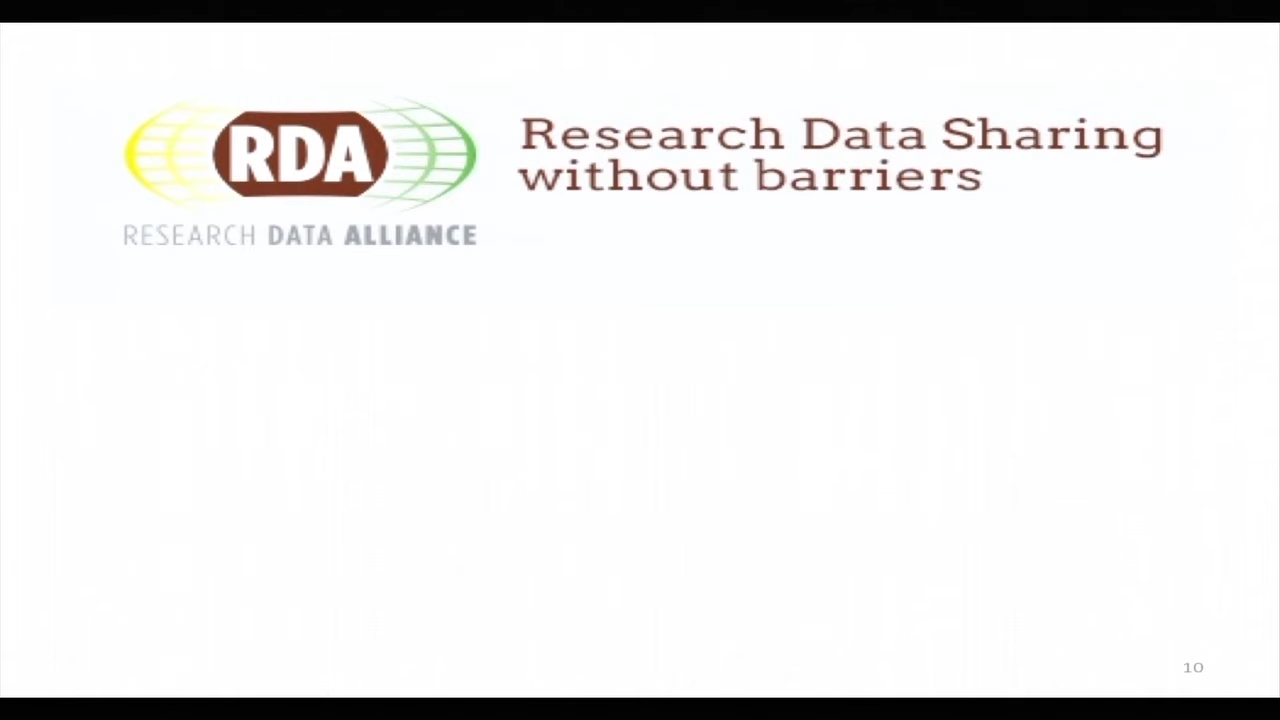 RDA
RESEARCH DATA ALLIANCE
Research Data Sharing
without barriers
10